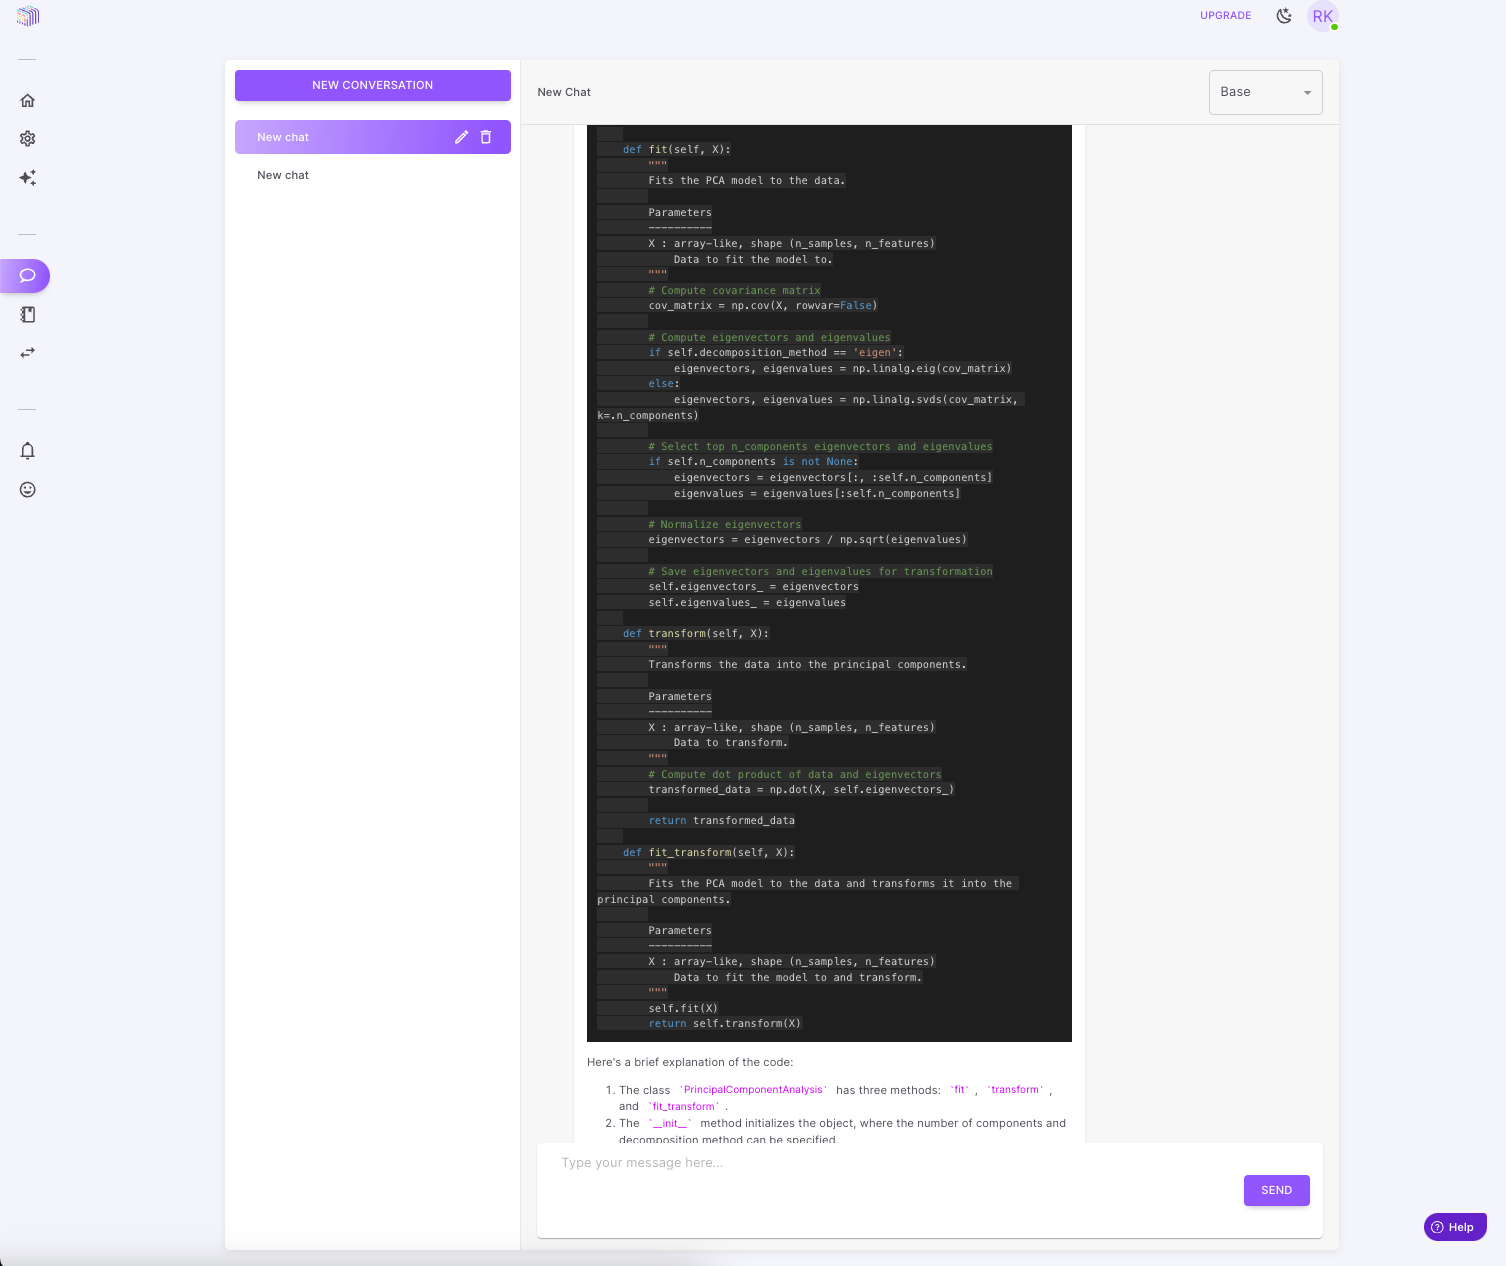 UPGRADE
RK
NEW CONVERSATION
New chat
New chat
New Chat
Base
def fit(self, X):
"""
Fits the PCA model to the data.
Parameters
----------
X : array-like, shape (n_samples, n_features)
Data to fit the model to.
"""
# Compute covariance matrix
cov_matrix = np.cov(X, rowvar=False)
# Compute eigenvectors and eigenvalues
if self.decomposition_method == 'eigen':
eigenvectors, eigenvalues = np.linalg.eig(cov_matrix)
else:
eigenvectors, eigenvalues = np.linalg.svds(cov_matrix,
k=.n_components)
# Select top n_components eigenvectors and eigenvalues
if self.n_components is not None:
eigenvectors = eigenvectors[:, :self.n_components]
eigenvalues = eigenvalues[:self.n_components]
# Normalize eigenvectors
eigenvectors = eigenvectors / np.sqrt(eigenvalues)
# Save eigenvectors and eigenvalues for transformation
self.eigenvectors_ = eigenvectors
self.eigenvalues_ = eigenvalues
def transform(self, X):
"""
Transforms the data into the principal components.
Parameters
----------
X : array-like, shape (n_samples, n_features)
Data to transform.
"""
# Compute dot product of data and eigenvectors
transformed_data = np.dot(X, self.eigenvectors_)
return transformed_data
def fit_transform(self, X):
"""
Fits the PCA model to the data and transforms it into the
principal components.
Parameters
----------
X : array-like, shape (n_samples, n_features)
Data to fit the model to and transform.
"""
self.fit(X)
return self.transform(X)
Here's a brief explanation of the code:
1. The class `PrincipalComponentAnalysis` has three methods: `fit` , `transform` ,
and `fit_transform` .
2. The `__init__` method initializes the object, where the number of components and
decomposition method can be specified.
Type your message here...
SEND
Help